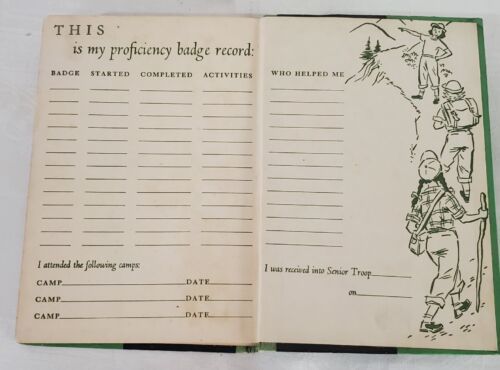 THIS
is my proficiency badge record:
BADGE STARTED COMPLETED ACTIVITIES WHO HELPED ME
I attended the following camps:
CAMP DATE
CAMP DATE
CAMP DATE
I was received into Senior Troop
on